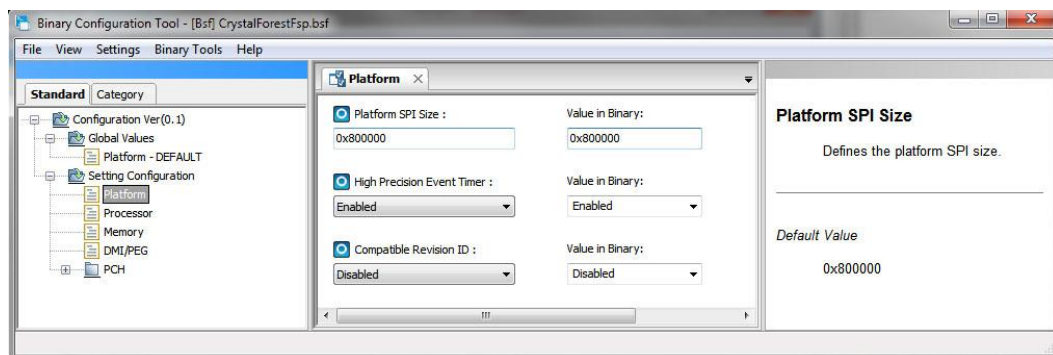 Binary Configuration Tool - [Bsf] CrystalForestFsp.bsf
File View Settings Binary Tools Help
Standard Category
Configuration Ver(0.1)
Global Values
Platform - DEFAULT
Setting Configuration
Platform
Processor
Memory
DMI/PEG
PCH
Platform
Platform SPI Size : Value in Binary:
0x800000 0x800000
High Precision Event Timer : Value in Binary:
Enabled Enabled
Compatible Revision ID : Value in Binary:
Disabled Disabled
Platform SPI Size
Defines the platform SPI size.
Default Value
0x800000